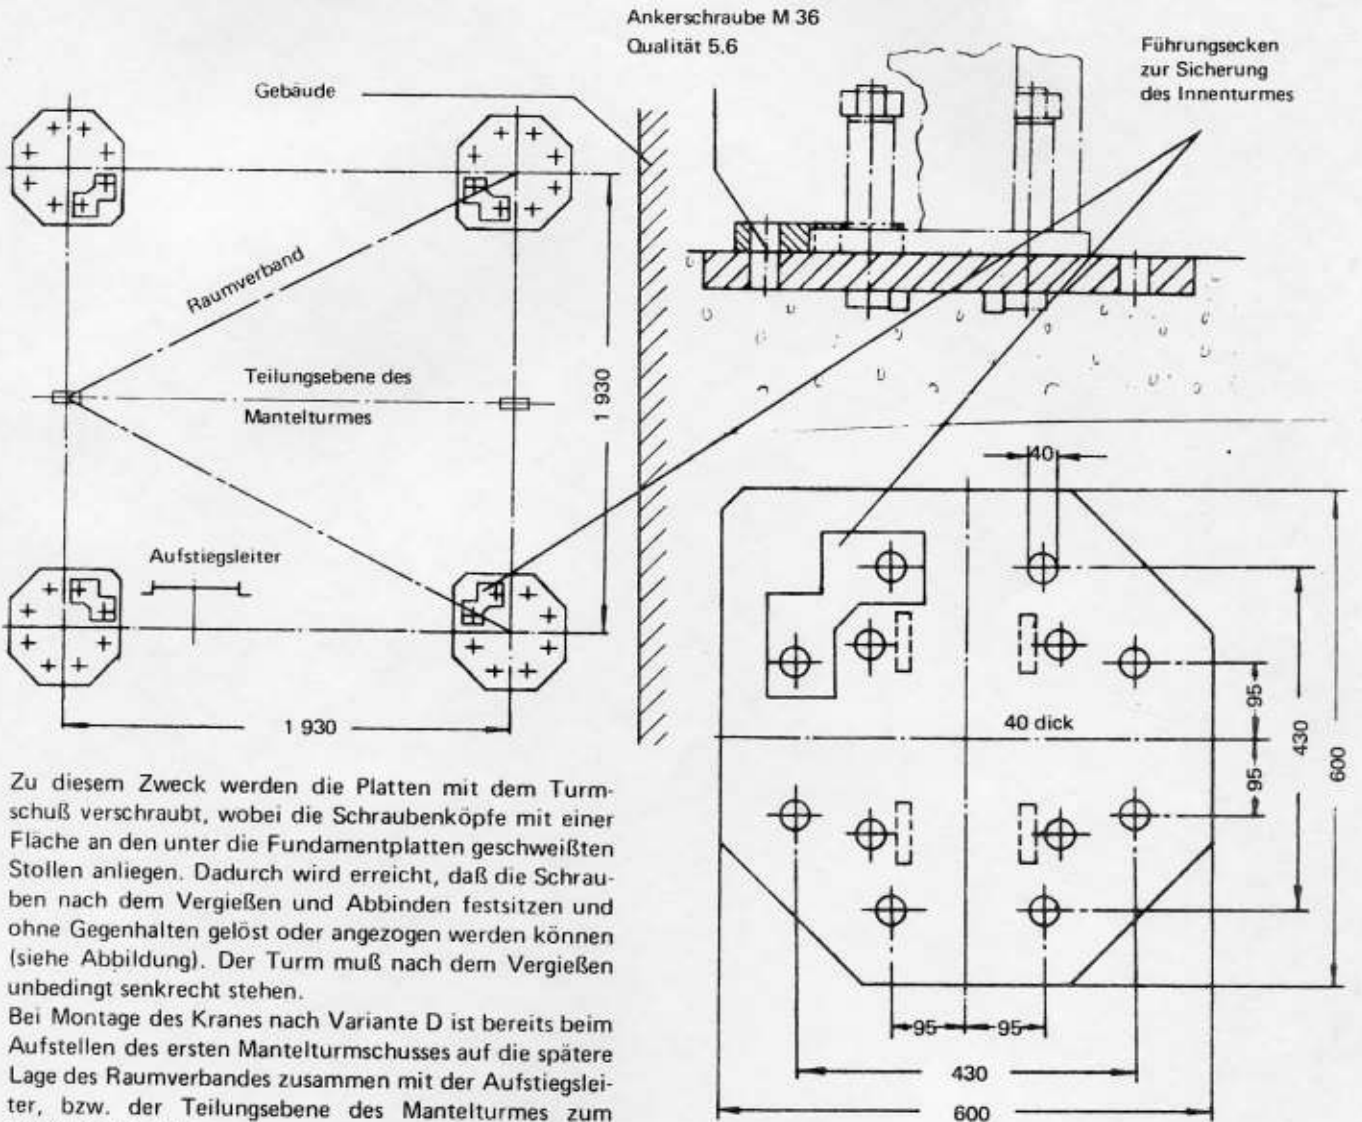 Ankerschraube M 36
Qualität 5.6
Führungsecken
zur Sicherung
des Innenturmes
Gebäude
Raumverband
Teilungsebene des
Mantelturmes
1 930
Aufstiegsleiter
1 930
40
40 dick
95
95
430
600
95
95
430
600
Zu diesem Zweck werden die Platten mit dem Turm-
schuß verschraubt, wobei die Schraubenköpfe mit einer
Fläche an den unter die Fundamentplatten geschweißten
Stollen anliegen. Dadurch wird erreicht, daß die Schrau-
ben nach dem Vergießen und Abbinden festsitzen und
ohne Gegenhalten gelöst oder angezogen werden können
(siehe Abbildung). Der Turm muß nach dem Vergießen
unbedingt senkrecht stehen.
Bei Montage des Kranes nach Variante D ist bereits beim
Aufstellen des ersten Mantelturmschusses auf die spätere
Lage des Raumverbandes zusammen mit der Aufstieglei-
ter, bzw. der Teilungsebene des Mantelturmes zum